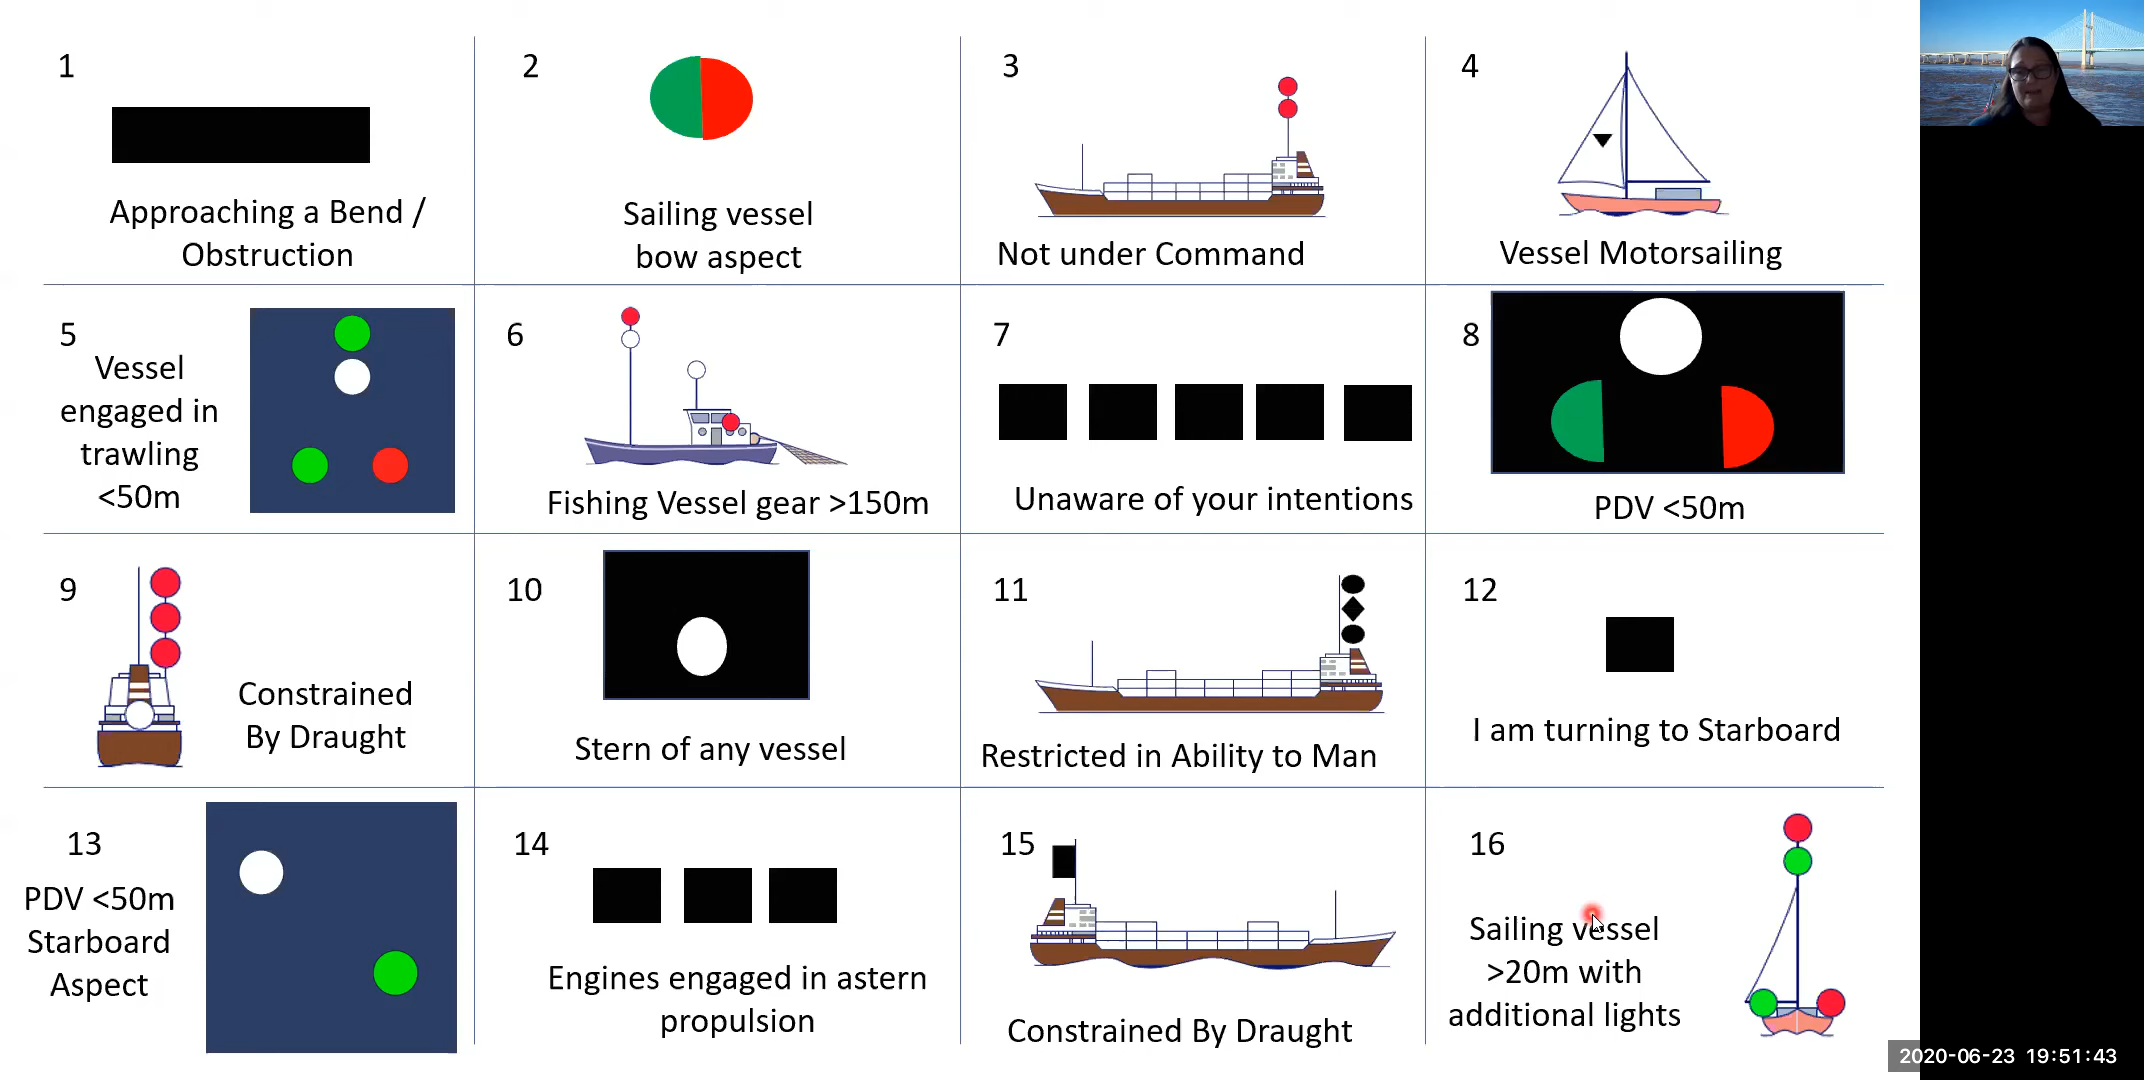 1
Approaching a Bend /
Obstruction
2
Sailing vessel
bow aspect
3
Not under Command
4
Vessel Motorsailing
5
Vessel
engaged in
trawling
<50m
6
Fishing Vessel gear >150m
7
Unaware of your intentions
8
PDV <50m
9
Constrained
By Draught
10
Stern of any vessel
11
Restricted in Ability to Man
12
I am turning to Starboard
13
PDV <50m
Starboard
Aspect
14
Engines engaged in astern
propulsion
15
Constrained By Draught
16
Sailing vessel
>20m with
additional lights
2020-06-23 19:51:43